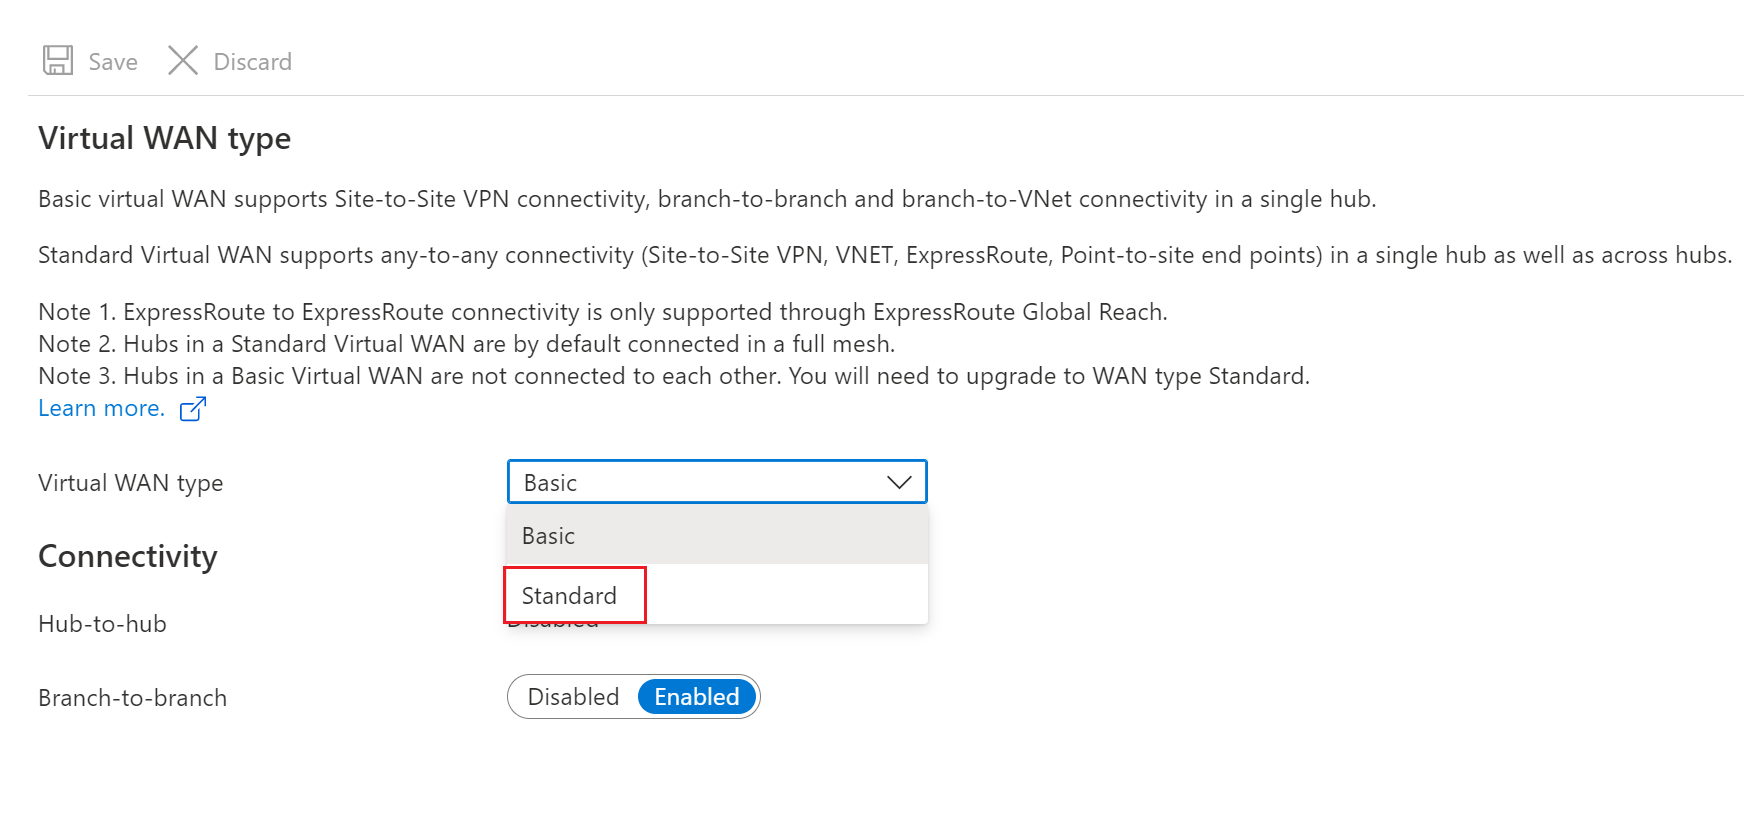 Save Discard
Virtual WAN type
Basic virtual WAN supports Site-to-Site VPN connectivity, branch-to-branch and branch-to-VNet connectivity in a single hub.
Standard Virtual WAN supports any-to-any connectivity (Site-to-Site VPN, VNET, ExpressRoute, Point-to-site end points) in a single hub as well as across hubs.
Note 1. ExpressRoute to ExpressRoute connectivity is only supported through ExpressRoute Global Reach.
Note 2. Hubs in a Standard Virtual WAN are by default connected in a full mesh.
Note 3. Hubs in a Basic Virtual WAN are not connected to each other. You will need to upgrade to WAN type Standard.
Learn more.
Virtual WAN type Basic
Basic
Connectivity
Standard
Hub-to-hub Disabled
Branch-to-branch Disabled Enabled